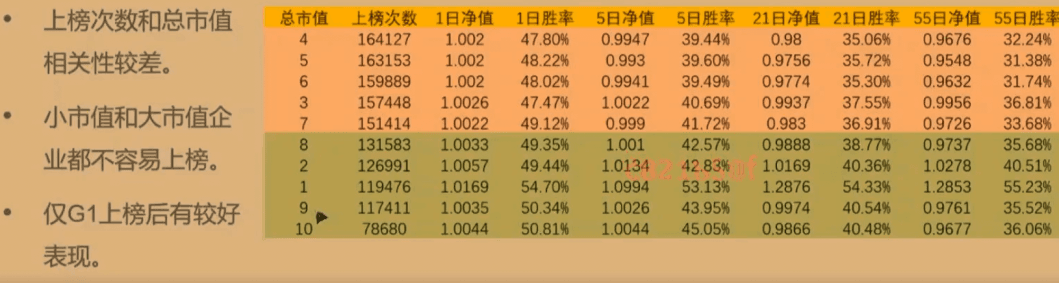 • 上榜次数和总市值
相关性较差。
• 小市值和大市值企
业都不容易上榜。
• 仅G1上榜后有较好
表现。
总市值 上榜次数 1日净值 1日胜率 5日净值 5日胜率 21日净值 21日胜率 55日净值 55日胜率
4 164127 1.002 47.80% 0.9947 39.44% 0.98 35.06% 0.9676 32.24%
5 163153 1.002 48.22% 0.993 39.60% 0.9756 35.72% 0.9548 31.38%
6 159889 1.002 48.02% 0.9941 39.49% 0.9774 35.30% 0.9632 31.74%
3 157448 1.0026 47.47% 1.0022 40.69% 0.9937 37.55% 0.9956 36.81%
7 151414 1.0022 49.12% 0.999 41.72% 0.983 36.91% 0.9726 33.68%
8 131583 1.0033 49.35% 1.001 42.57% 0.9888 38.77% 0.9737 35.68%
2 126991 1.0057 49.44% 42.83% 1.0169 40.36% 1.0278 40.51%
1 119476 1.0169 54.70% 1.0994 53.13% 1.2876 54.33% 1.2853 55.23%
9 117411 1.0035 50.34% 1.0026 43.95% 0.9974 40.54% 0.9761 35.52%
10 78680 1.0044 50.81% 1.0044 45.05% 0.9866 40.48% 0.9677 36.06%